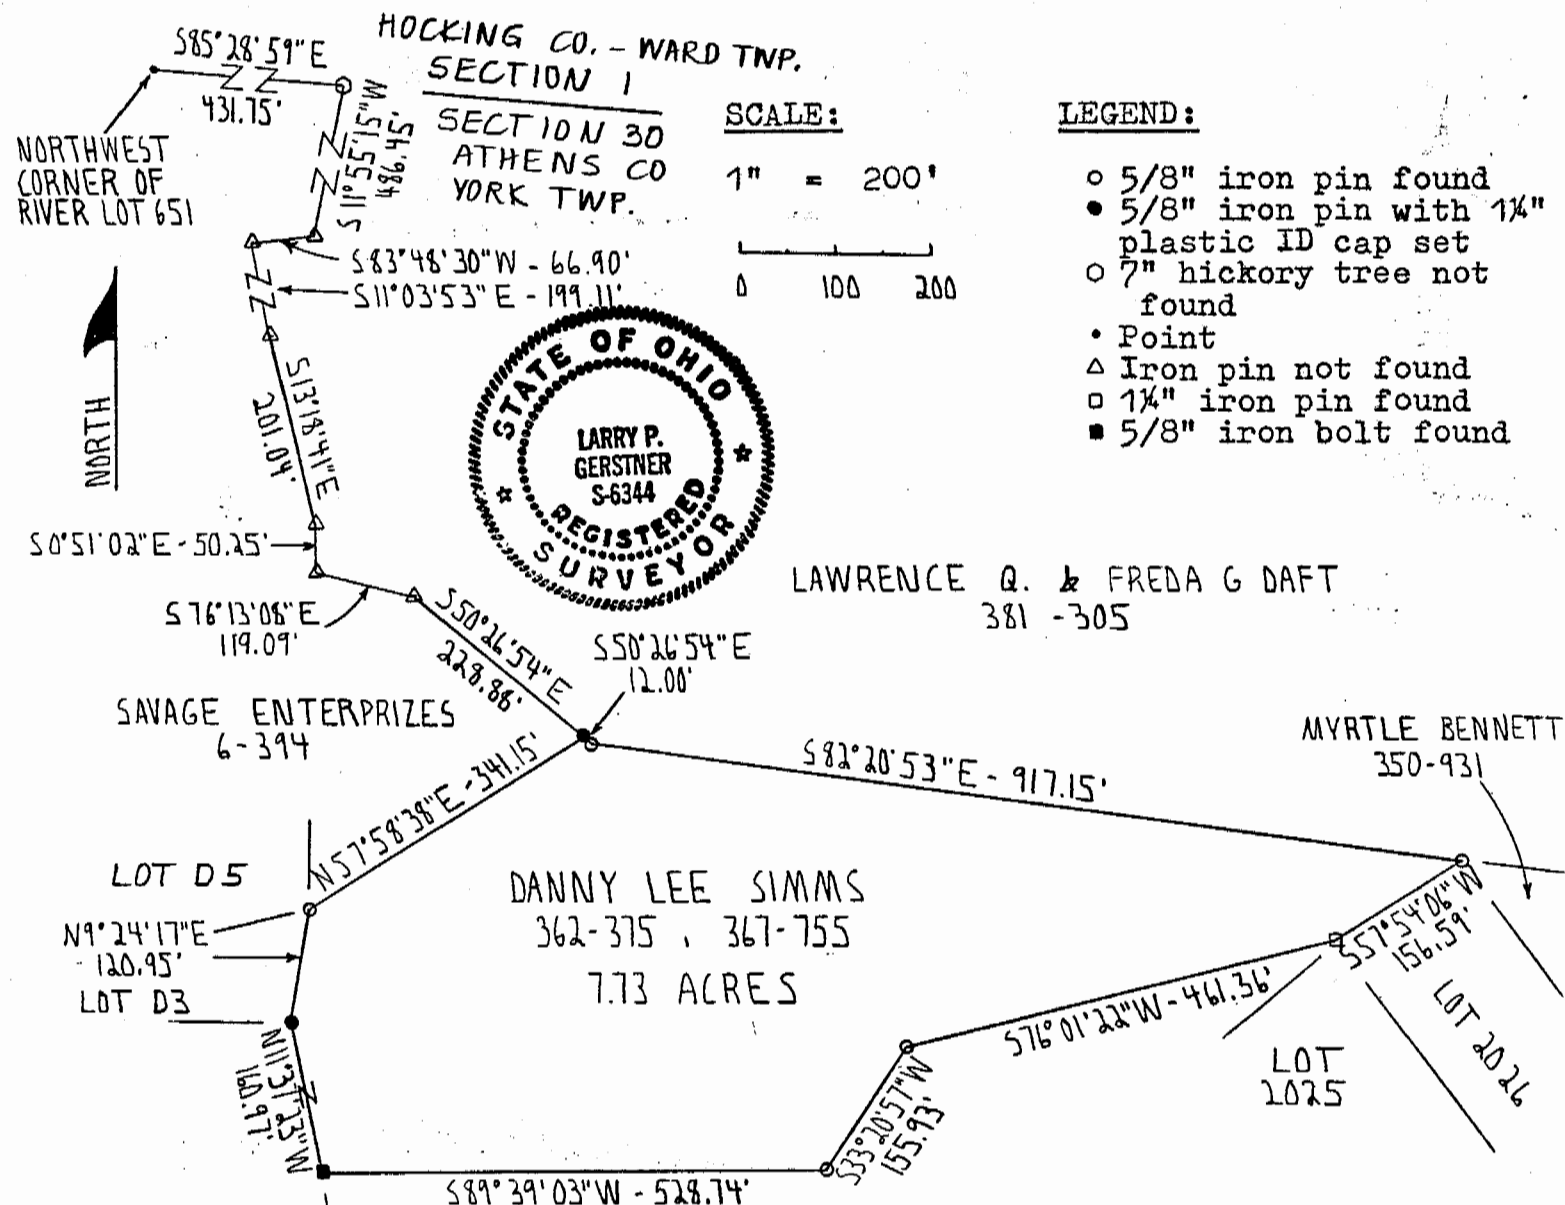 S85°28'59"E
431.75'
HOCKING CO. - WARD TWP.
SECTION 1
SECTION 30
ATHENS CO
YORK TWP.
S11°55'15"W
486.45'
NORTHWEST
CORNER OF
RIVER LOT 651
SCALE:
1" = 200'
0 100 200
LEGEND:
5/8" iron pin found
5/8" iron pin with 1¼"
plastic ID cap set
7" hickory tree not
found
Point
Iron pin not found
1¼" iron pin found
5/8" iron bolt found
S83°48'30"W - 66.90'
S11°03'53"E - 199.11'
NORTH
S13°18'41"E
201.04'
STATE OF OHIO
LARRY P.
GERSTNER
S-6344
REGISTERED
SURVEYOR
S0°51'02"E - 50.25'
S76°13'08"E
119.09'
S50°26'54"E
228.88'
S50°26'54"E
12.00'
LAWRENCE Q. & FREDA G DAFT
381 - 305
SAVAGE ENTERPRIZES
6-394
MYRTLE BENNETT
350-931
N57°58'38"E - 341.15'
S82°20'53"E - 917.15'
LOT D5
N9°24'17"E
120.95'
LOT D3
DANNY LEE SIMMS
362-375 , 367-755
7.73 ACRES
S57°54'06"W
156.59'
LOT 2026
S76°01'22"W - 461.36'
LOT
2025
N11°37'23"W
160.97'
S33°20'57"W
155.93'
S89°39'03"W - 528.74'